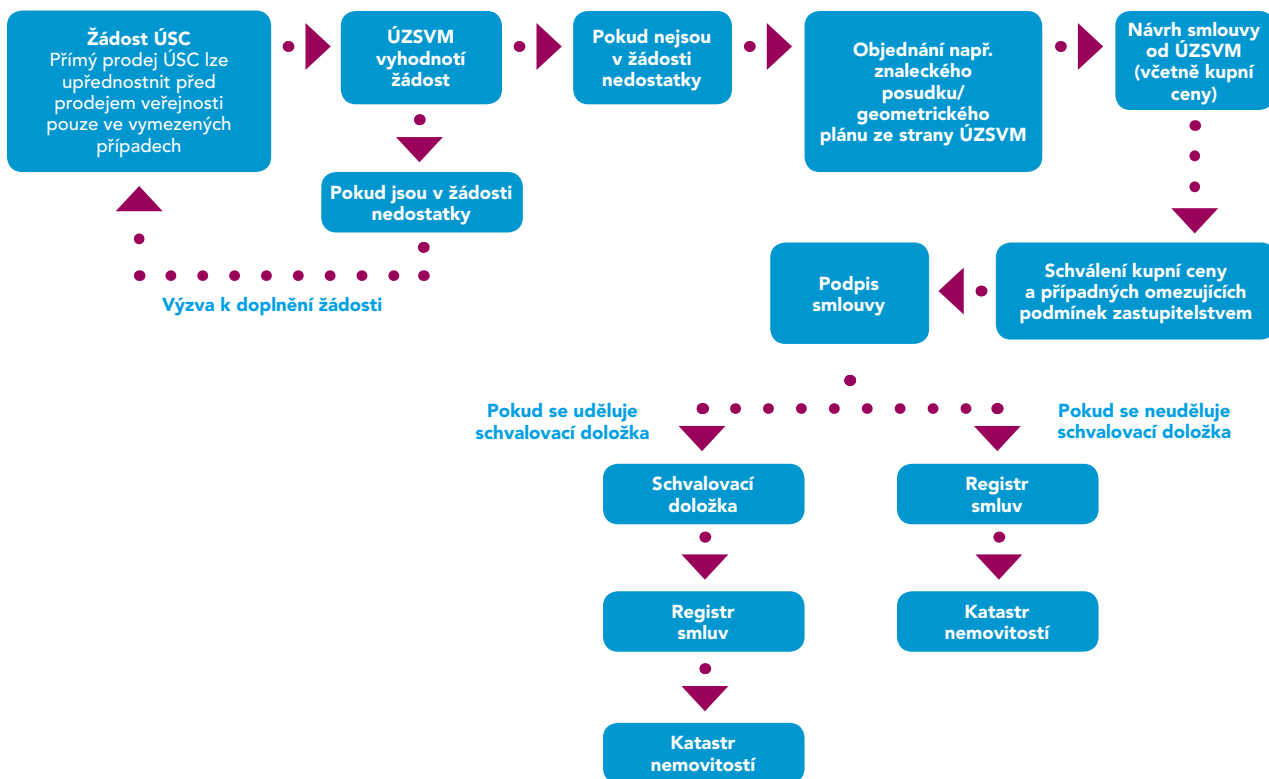 Žádost ÚSC
Přímý prodej ÚSC lze
upřednostnit před
prodejem veřejnosti
pouze ve vymezených
případech
ÚZSVM
vyhodnotí
žádost
Pokud nejsou
v žádosti
nedostatky
Objednání např.
znaleckého
posudku/
geometrického
plánu ze strany ÚZSVM
Návrh smlouvy
od ÚZSVM
(včetně kupní
ceny)
Pokud jsou v žádosti
nedostatky
Výzva k doplnění žádosti
Schválení kupní ceny
a případných omezujících
podmínek zastupitelstvem
Podpis
smlouvy
Pokud se uděluje
schvalovací doložka
Pokud se neuděluje
schvalovací doložka
Schvalovací
doložka
Registr
smluv
Registr
smluv
Katastr
nemovitostí
Katastr
nemovitostí